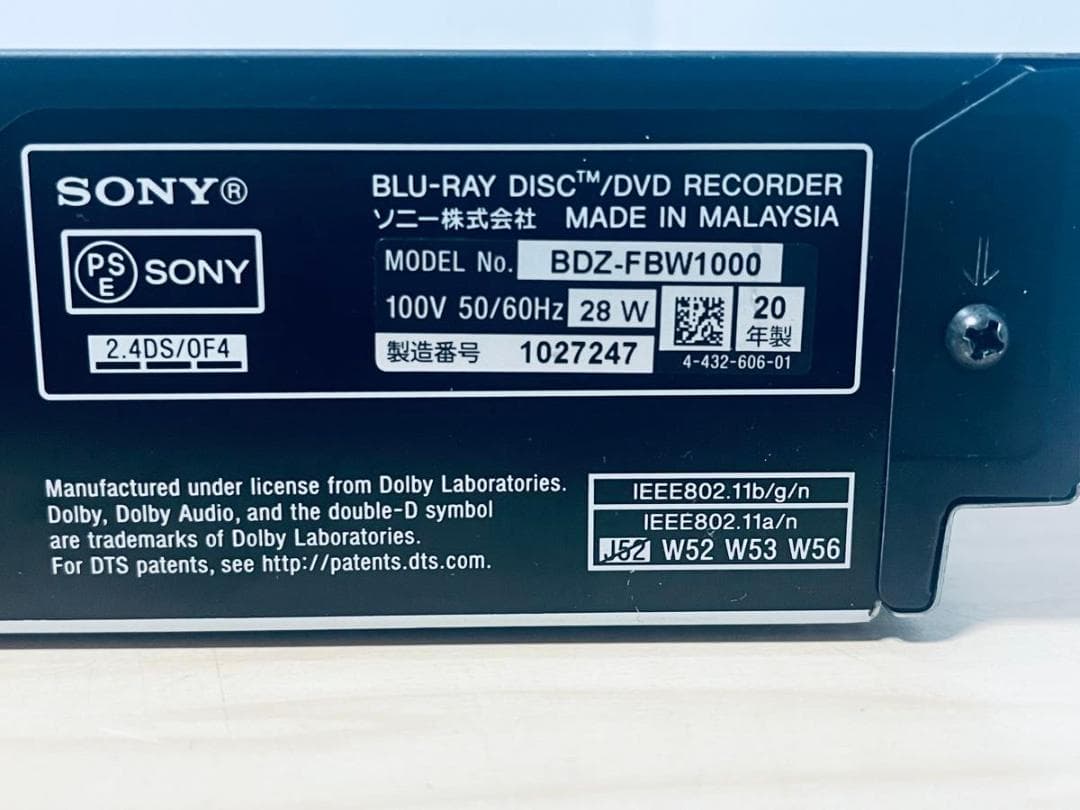 SONY®
PSE SONY
2.4DS/OF4
BLU-RAY DISC™/DVD RECORDER
ソニー株式会社 MADE IN MALAYSIA
MODEL No. BDZ-FBW1000
100V 50/60Hz 28 W
20
年製
製造番号 1027247
4-432-606-01
Manufactured under license from Dolby Laboratories.
Dolby, Dolby Audio, and the double-D symbol
are trademarks of Dolby Laboratories.
For DTS patents, see http://patents.dts.com.
IEEE802.11b/g/n
IEEE802.11a/n
J52 W52 W53 W56